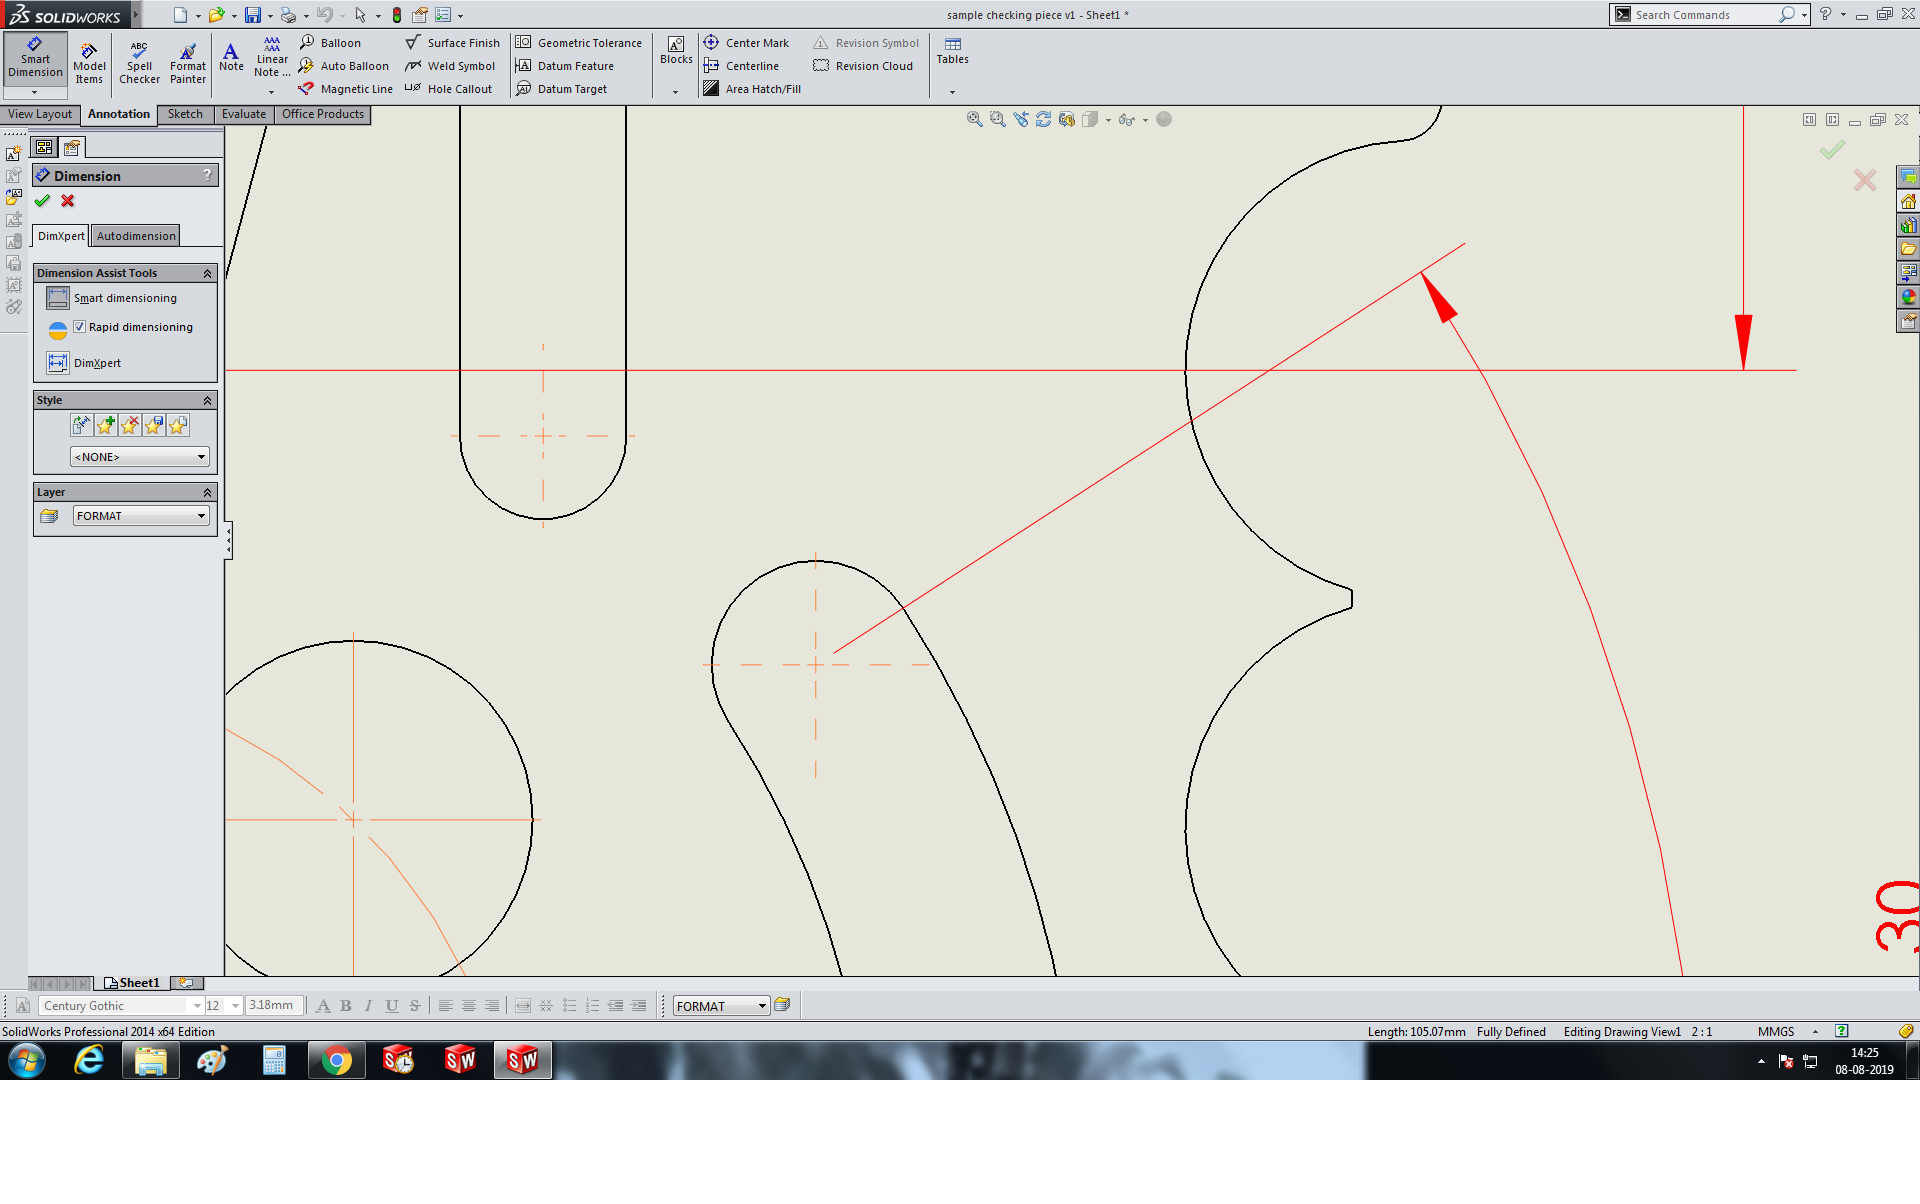 SOLIDWORKS
sample checking piece v1 - Sheet1 *
Search Commands
Smart Dimension
Model Items
ABC
Spell Checker
Format Painter
A
Note
AAA
AAA
Linear Note ...
Balloon
Auto Balloon
Magnetic Line
Surface Finish
Weld Symbol
Hole Callout
Geometric Tolerance
Datum Feature
Datum Target
A
Blocks
Center Mark
Centerline
Area Hatch/Fill
Revision Symbol
Revision Cloud
Tables
View Layout
Annotation
Sketch
Evaluate
Office Products
Dimension
?
DimXpert
Autodimension
Dimension Assist Tools
Smart dimensioning
Rapid dimensioning
DimXpert
Style
<NONE>
Layer
FORMAT
30
Sheet1
Century Gothic
12
3.18mm
A B I U S
FORMAT
SolidWorks Professional 2014 x64 Edition
Length: 105.07mm
Fully Defined
Editing Drawing View1
2 : 1
MMGS
?
14:25
08-08-2019